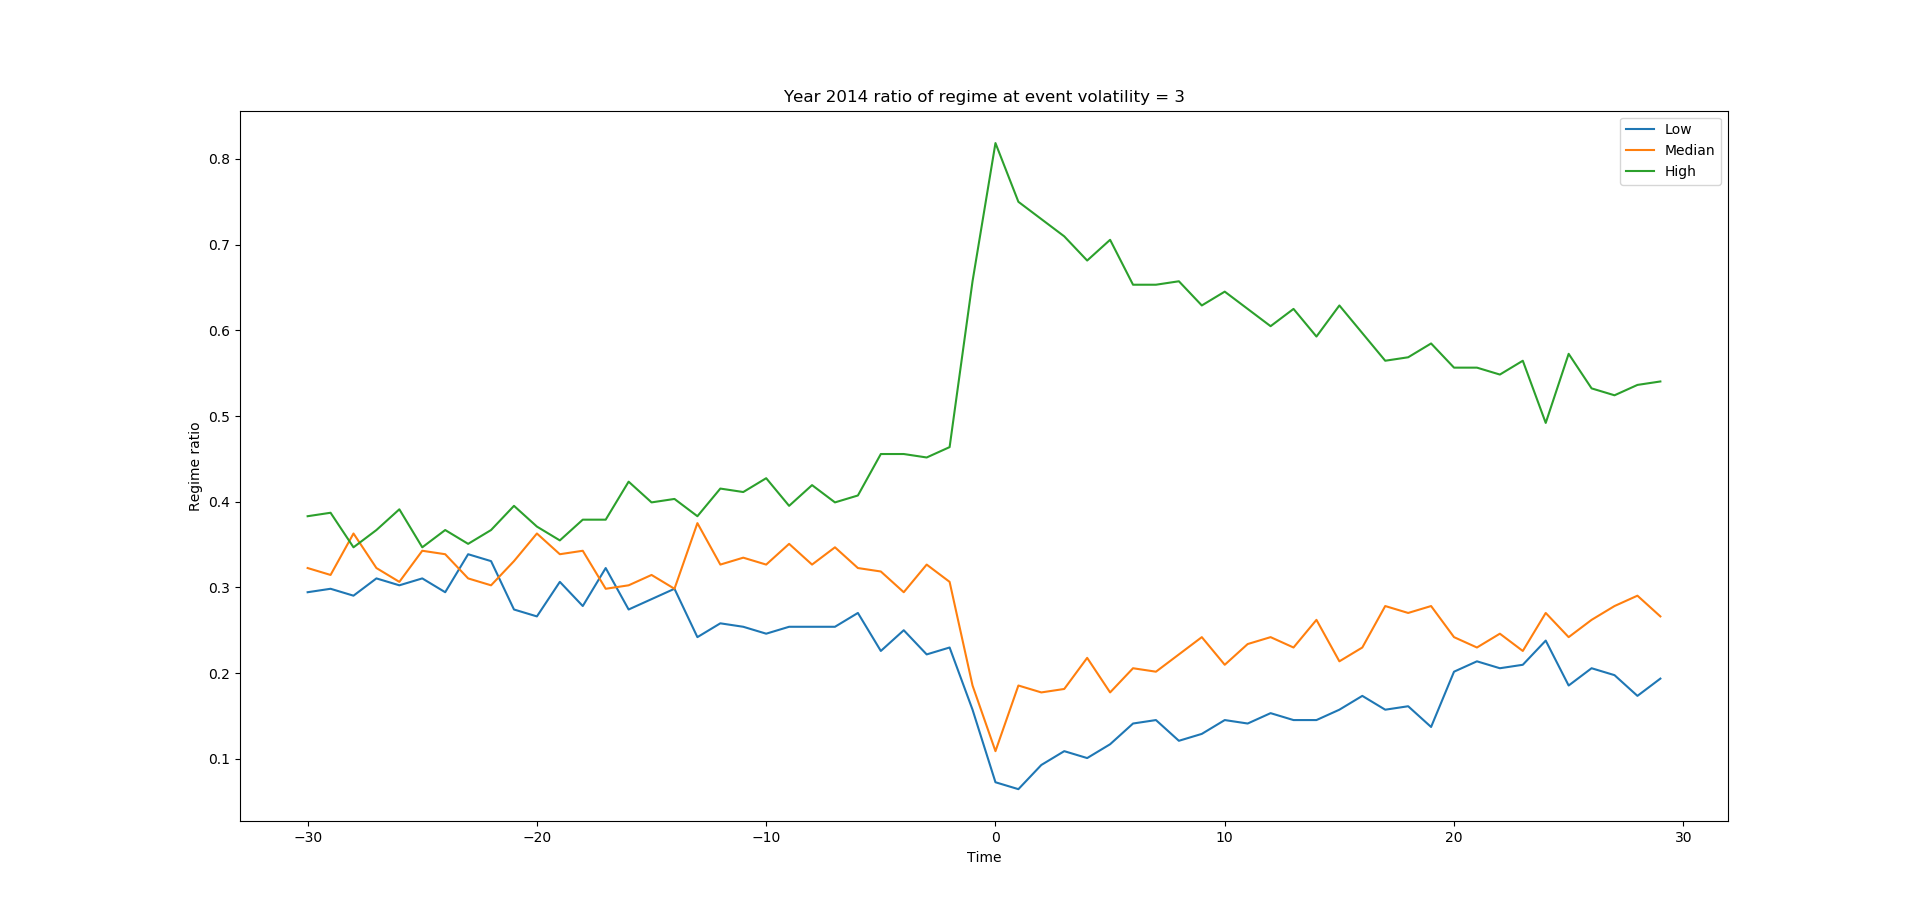 Year 2014 ratio of regime at event volatility = 3
Low
Median
High
Regime ratio
0.8
0.7
0.6
0.5
0.4
0.3
0.2
0.1
−30 −20 −10 0 10 20 30
Time